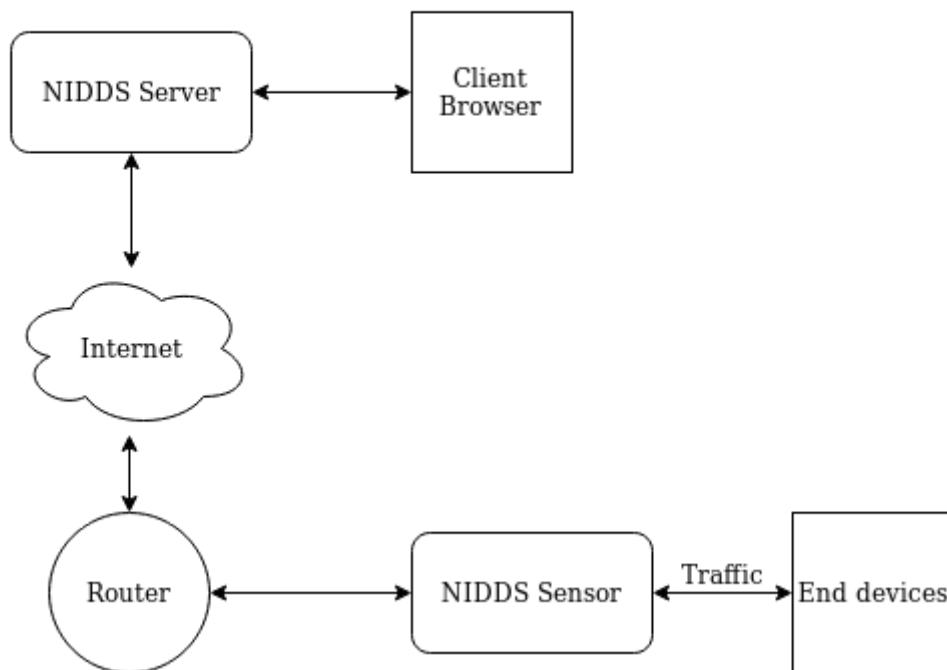 NIDDS Server
Client
Browser
Internet
Router
NIDDS Sensor
Traffic
End devices